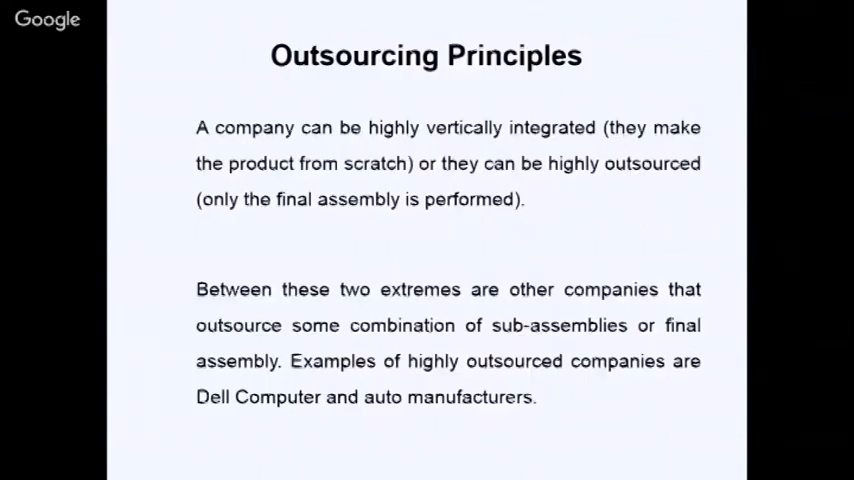 Google
Outsourcing Principles
A company can be highly vertically integrated (they make
the product from scratch) or they can be highly outsourced
(only the final assembly is performed).
Between these two extremes are other companies that
outsource some combination of sub-assemblies or final
assembly. Examples of highly outsourced companies are
Dell Computer and auto manufacturers.